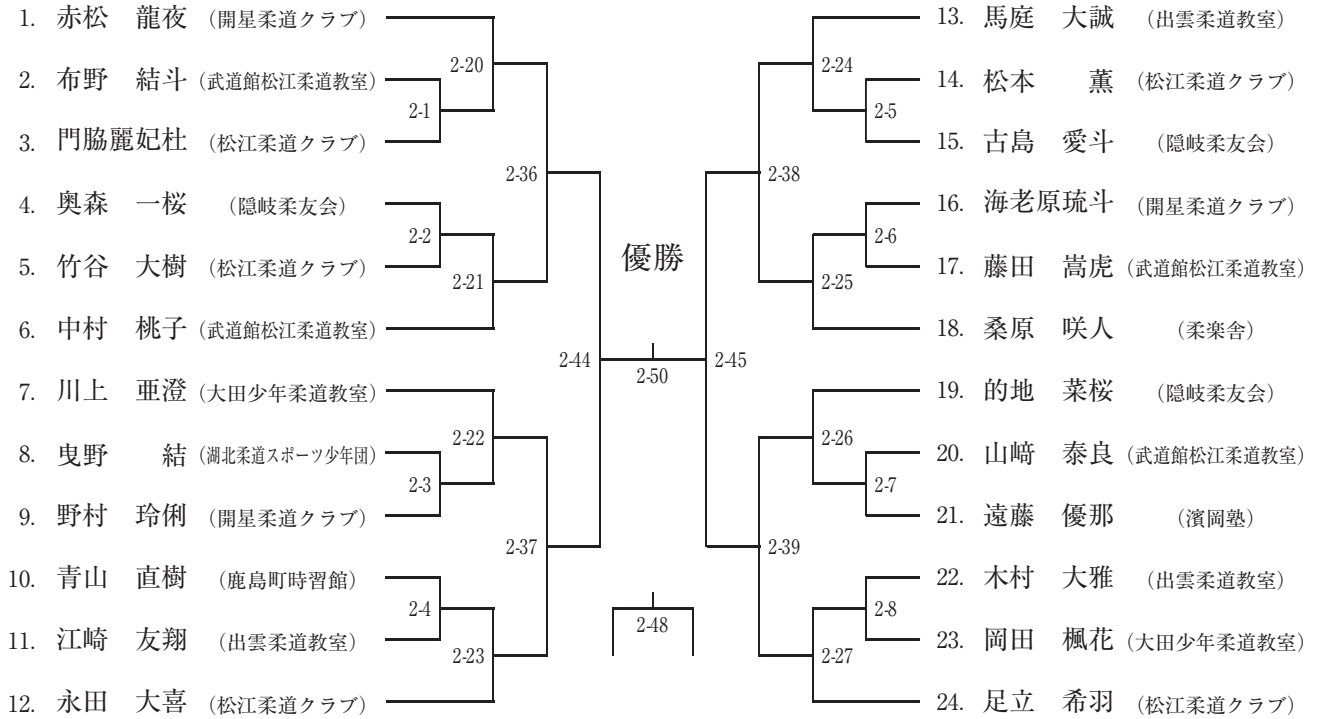 1. 赤松　龍夜 （開星柔道クラブ）
2. 布野　結斗 （武道館松江柔道教室）
3. 門脇麗妃杜 （松江柔道クラブ）
4. 奥森　一桜 （隠岐柔友会）
5. 竹谷　大樹 （松江柔道クラブ）
6. 中村　桃子 （武道館松江柔道教室）
7. 川上　亜澄 （大田少年柔道教室）
8. 曳野　　結 （湖北柔道スポーツ少年団）
9. 野村　玲俐 （開星柔道クラブ）
10. 青山　直樹 （鹿島町時習館）
11. 江崎　友翔 （出雲柔道教室）
12. 永田　大喜 （松江柔道クラブ）
2-20
2-1
2-36
2-2
2-21
2-44
2-22
2-3
2-37
2-4
2-23
優勝
2-50
2-48
2-24
2-5
2-38
2-6
2-25
2-45
2-26
2-7
2-39
2-8
2-27
13. 馬庭　大誠 （出雲柔道教室）
14. 松本　　薫 （松江柔道クラブ）
15. 古島　愛斗 （隠岐柔友会）
16. 海老原琉斗 （開星柔道クラブ）
17. 藤田　嵩虎 （武道館松江柔道教室）
18. 桑原　咲人 （柔楽舎）
19. 的地　菜桜 （隠岐柔友会）
20. 山﨑　泰良 （武道館松江柔道教室）
21. 遠藤　優那 （濱岡塾）
22. 木村　大雅 （出雲柔道教室）
23. 岡田　楓花 （大田少年柔道教室）
24. 足立　希羽 （松江柔道クラブ）